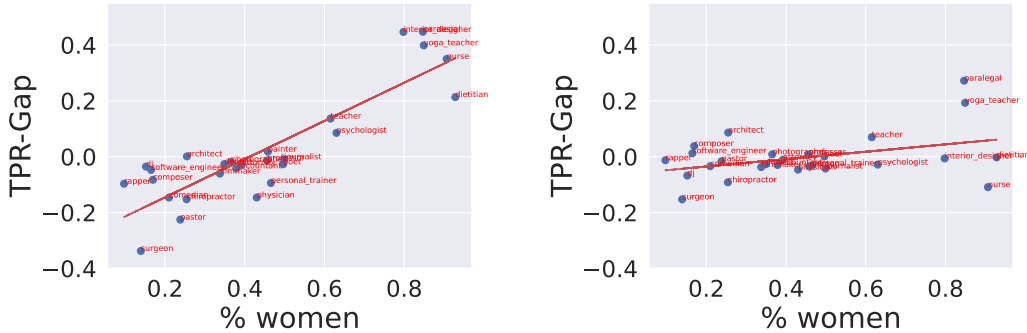 TPR-Gap
0.4
0.2
0.0
−0.2
−0.4
interior_designer
paralegal
yoga_teacher
nurse
dietitian
teacher
psychologist
painter
architect
dj
software_engineer
composer
rapper
filmmaker
personal_trainer
comedian
chiropractor
physician
pastor
surgeon
0.2 0.4 0.6 0.8
% women
TPR-Gap
0.4
0.2
0.0
−0.2
−0.4
paralegal
yoga_teacher
architect
teacher
composer
software_engineer
rapper
pastor
photographer
professor
personal_trainer
psychologist
interior_designer
dietitian
dj
chiropractor
nurse
surgeon
0.2 0.4 0.6 0.8
% women